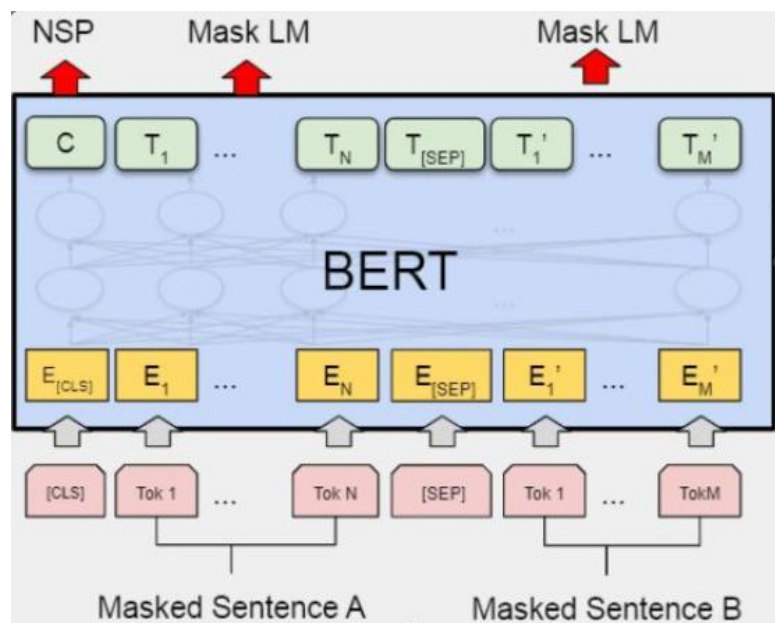 NSP Mask LM Mask LM
C T1 ... TN T[SEP] T1' ... TM'
...
BERT
...
E[CLS] E1 ... EN E[SEP] E1' ... EM'
[CLS] Tok 1 ... Tok N [SEP] Tok 1 ... TokM
Masked Sentence A Masked Sentence B